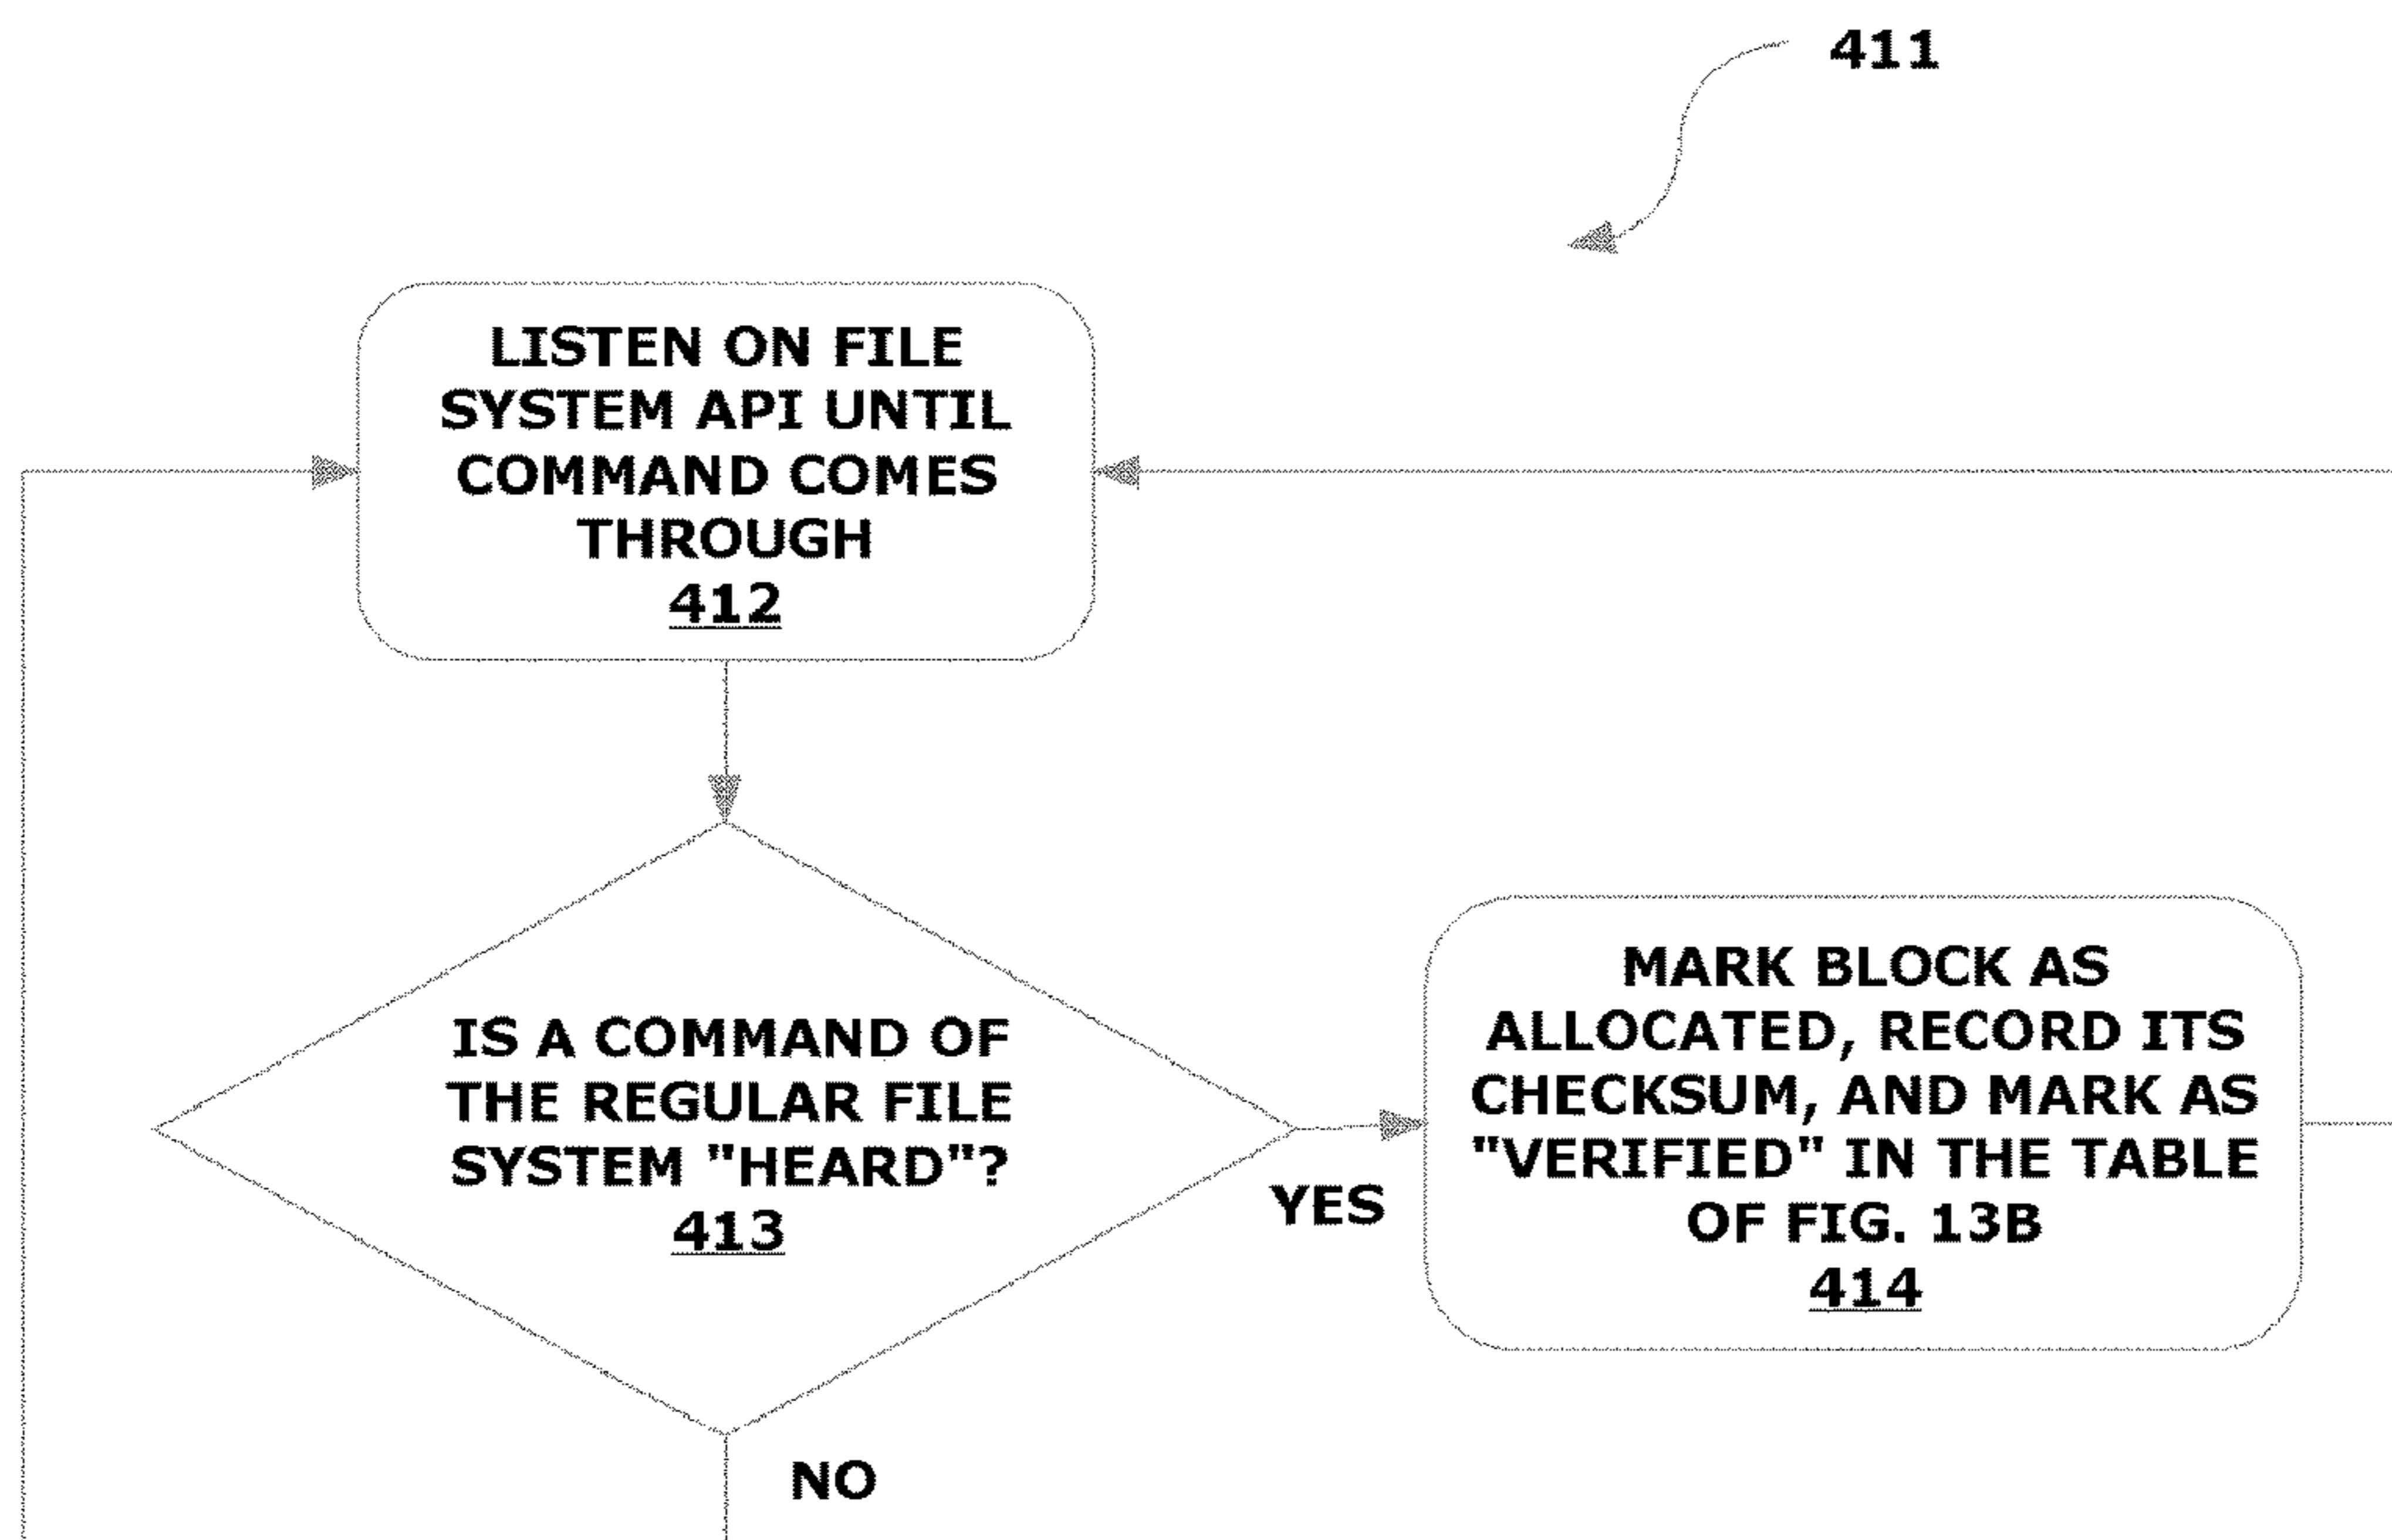 411
LISTEN ON FILE
SYSTEM API UNTIL
COMMAND COMES
THROUGH
412
IS A COMMAND OF
THE REGULAR FILE
SYSTEM "HEARD"?
413
YES
MARK BLOCK AS
ALLOCATED, RECORD ITS
CHECKSUM, AND MARK AS
"VERIFIED" IN THE TABLE
OF FIG. 13B
414
NO